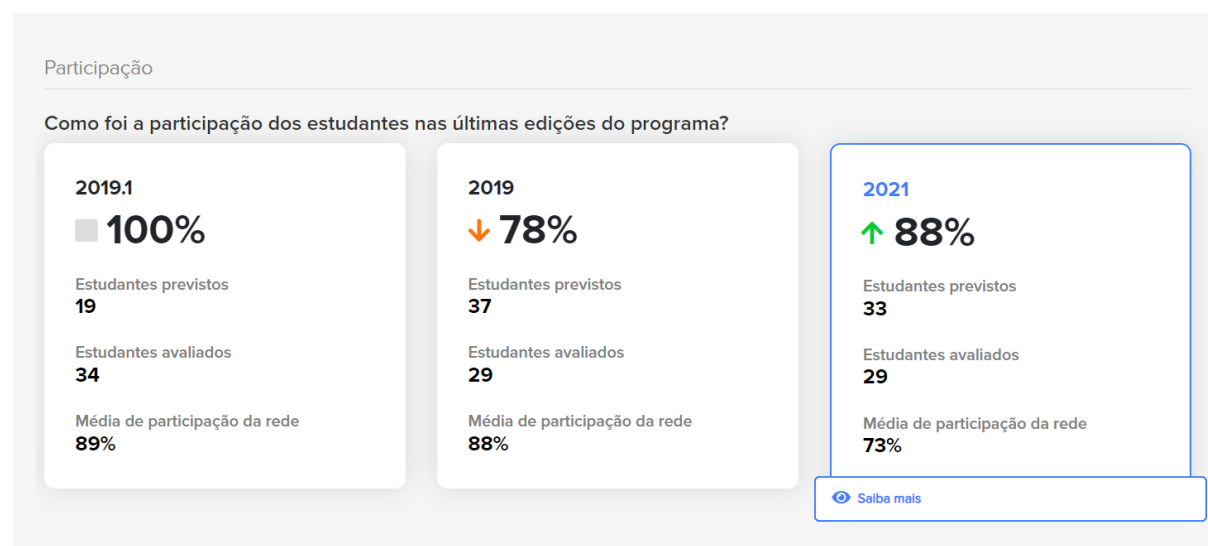 Participação
Como foi a participação dos estudantes nas últimas edições do programa?
2019.1
100%
Estudantes previstos
19
Estudantes avaliados
34
Média de participação da rede
89%
2019
78%
Estudantes previstos
37
Estudantes avaliados
29
Média de participação da rede
88%
2021
88%
Estudantes previstos
33
Estudantes avaliados
29
Média de participação da rede
73%
Saiba mais